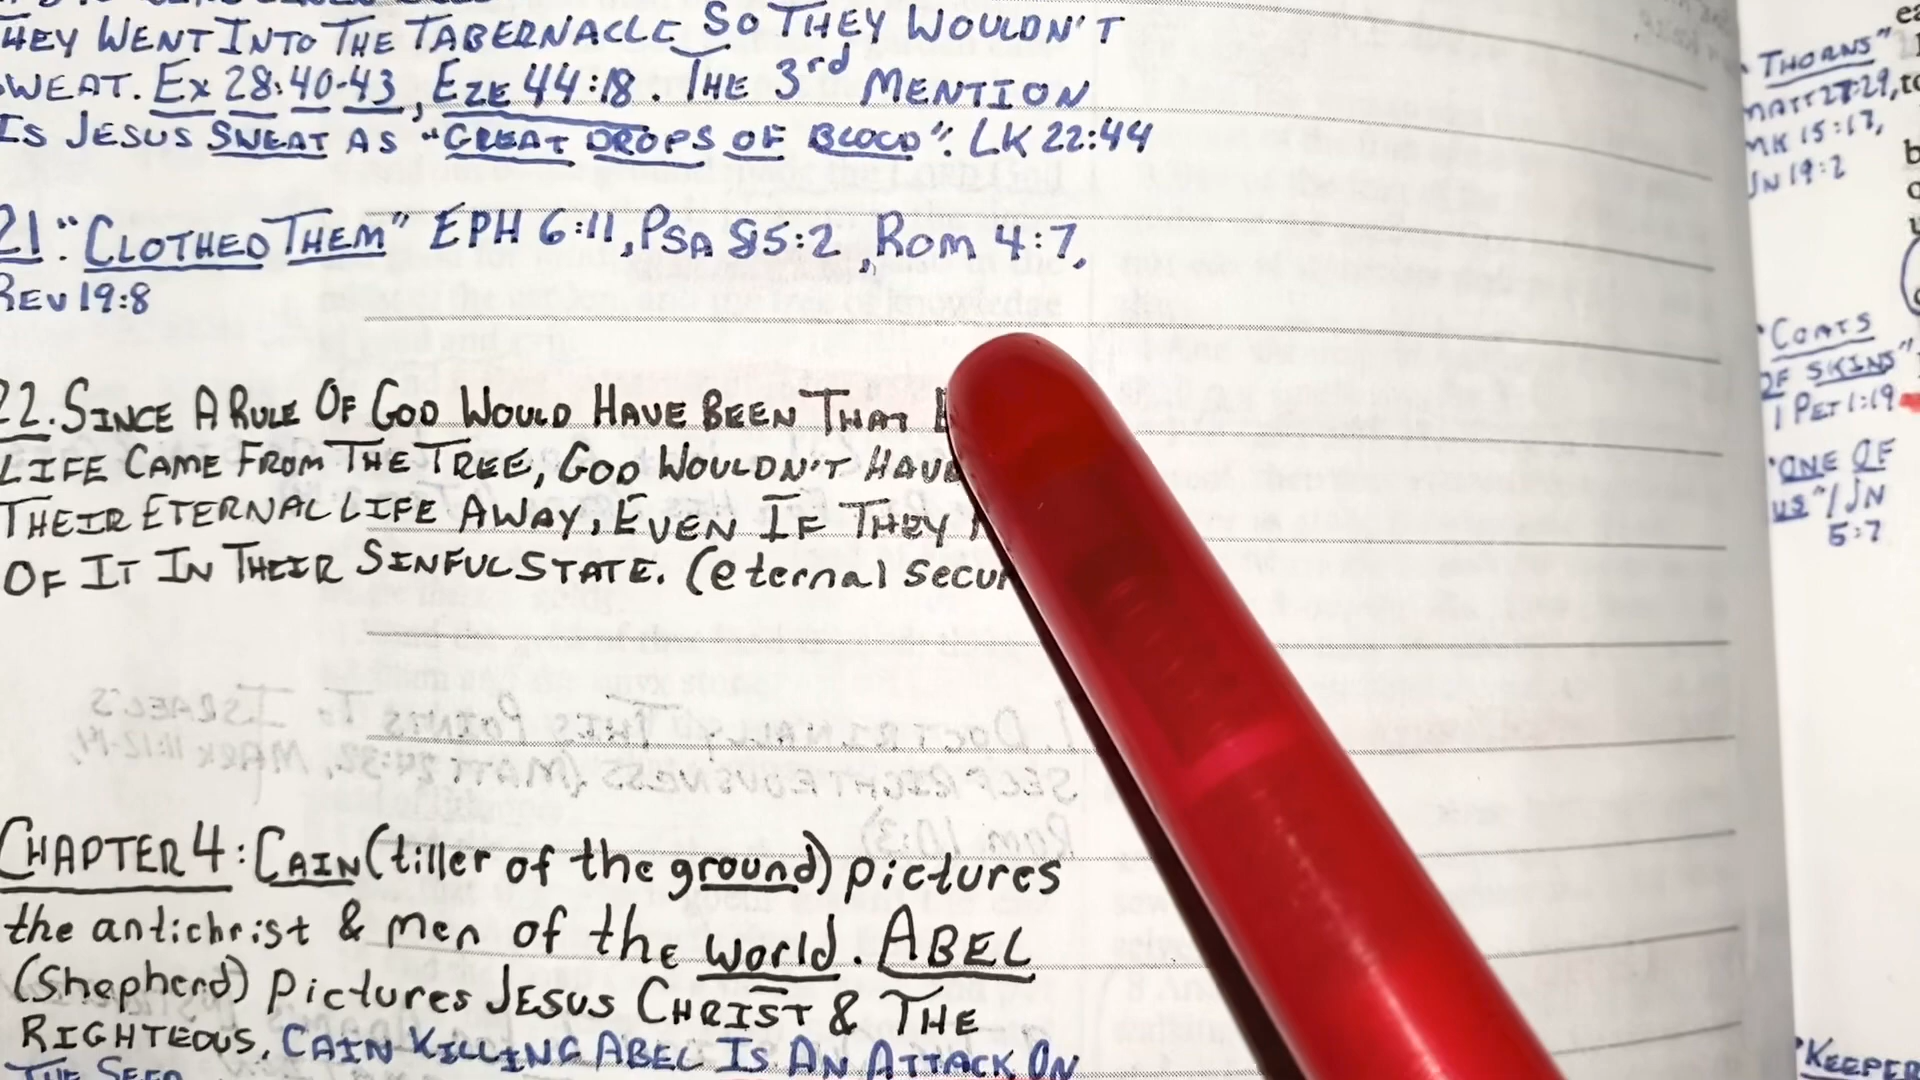 THEY WENT INTO THE TABERNACLE SO THEY WOULDN'T
SWEAT. EX 28:40-43, EZE 44:18. THE 3rd MENTION
IS JESUS SWEAT AS "GREAT DROPS OF BLOOD". LK 22:44
21 "CLOTHED THEM" EPH 6:11, PSA 85:2, ROM 4:7,
REV 19:8
22. SINCE A RULE OF GOD WOULD HAVE BEEN THAT
LIFE CAME FROM THE TREE, GOD WOULDN'T HAVE
THEIR ETERNAL LIFE AWAY, EVEN IF THEY
OF IT IN THEIR SINFUL STATE. (eternal secur
CHAPTER 4: CAIN (tiller of the ground) pictures
the antichrist & men of the world. ABEL
(Shepherd) Pictures JESUS CHRIST & THE
RIGHTEOUS. CAIN KILLING ABEL IS AN ATTACK ON
THE SEED
"THORNS"
MATT 27:29,
MK 15:17,
JN 19:2
"COATS
OF SKINS"
1 PET 1:19
"ONE OF
US" 1 JN
5:7
"KEEPER